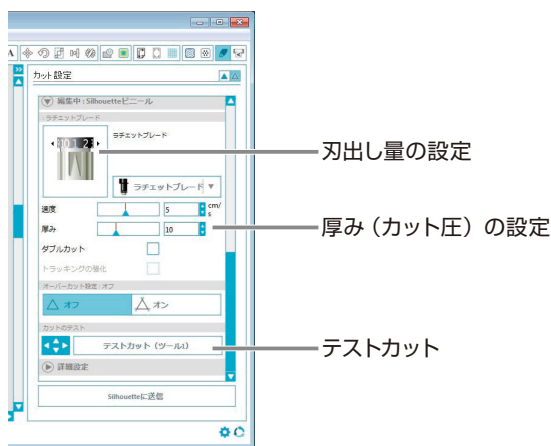 A
カット設定
編集中 : Silhouetteビニール
ラチェットブレード
ラチェットブレード
0 1 2
刃出し量の設定
ラチェットブレード
速度
5
cm/
s
厚み
10
厚み（カット圧）の設定
ダブルカット
トラッキングの強化
オーバーカット設定 : オフ
オフ
オン
カットのテスト
テストカット（ツール1）
テストカット
詳細設定
Silhouetteに送信